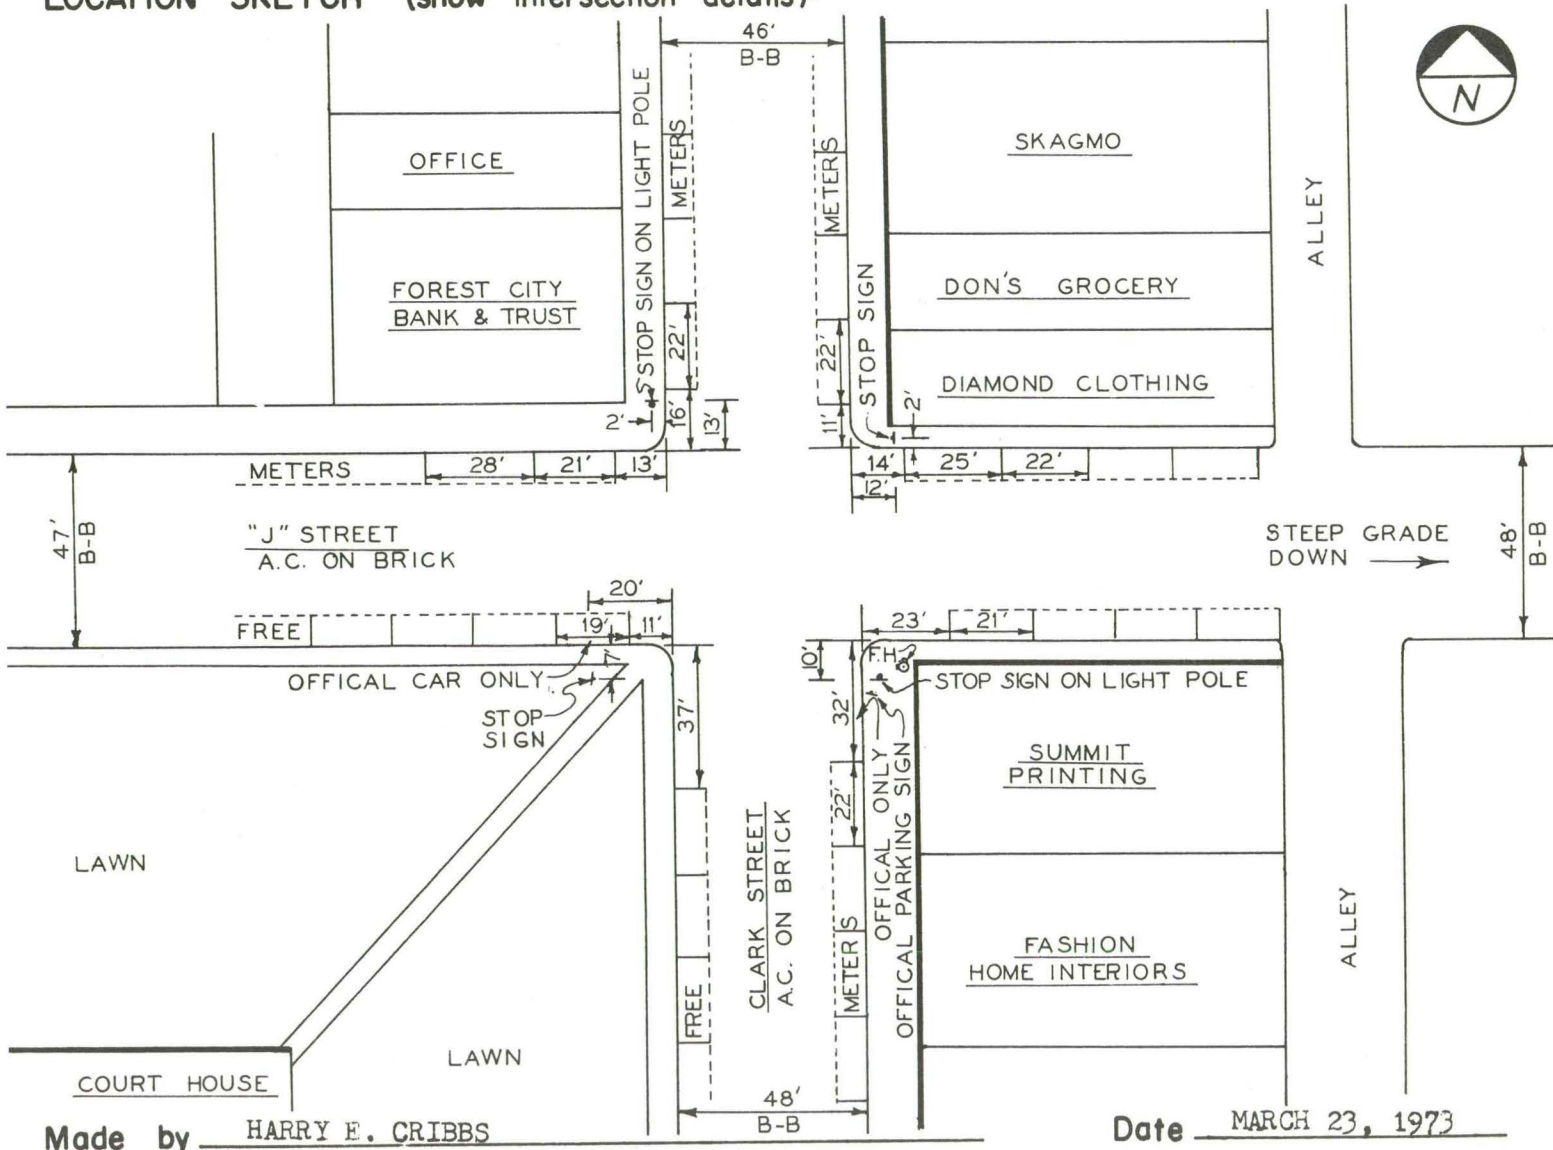 LOCATION SKETCH (show intersection details)
46'
B-B
N
OFFICE
STOP SIGN ON LIGHT POLE
METERS
METERS
SKAGMO
ALLEY
FOREST CITY
BANK & TRUST
22'
22'
STOP SIGN
DON'S GROCERY
DIAMOND CLOTHING
2'
16'
13'
11'
2'
METERS
28'
21'
13'
14'
25'
22'
12'
47'
B-B
"J" STREET
A.C. ON BRICK
STEEP GRADE
DOWN
48'
B-B
20'
FREE
19'
11'
23'
21'
7'
10'
F.H.
OFFICAL CAR ONLY
STOP SIGN ON LIGHT POLE
STOP
SIGN
37'
32'
22'
OFFICAL ONLY
OFFICAL PARKING SIGN
SUMMIT
PRINTING
LAWN
CLARK STREET
A.C. ON BRICK
FREE
METERS
FASHION
HOME INTERIORS
ALLEY
LAWN
COURT HOUSE
48'
B-B
Made by HARRY E. CRIBBS
Date MARCH 23, 1973